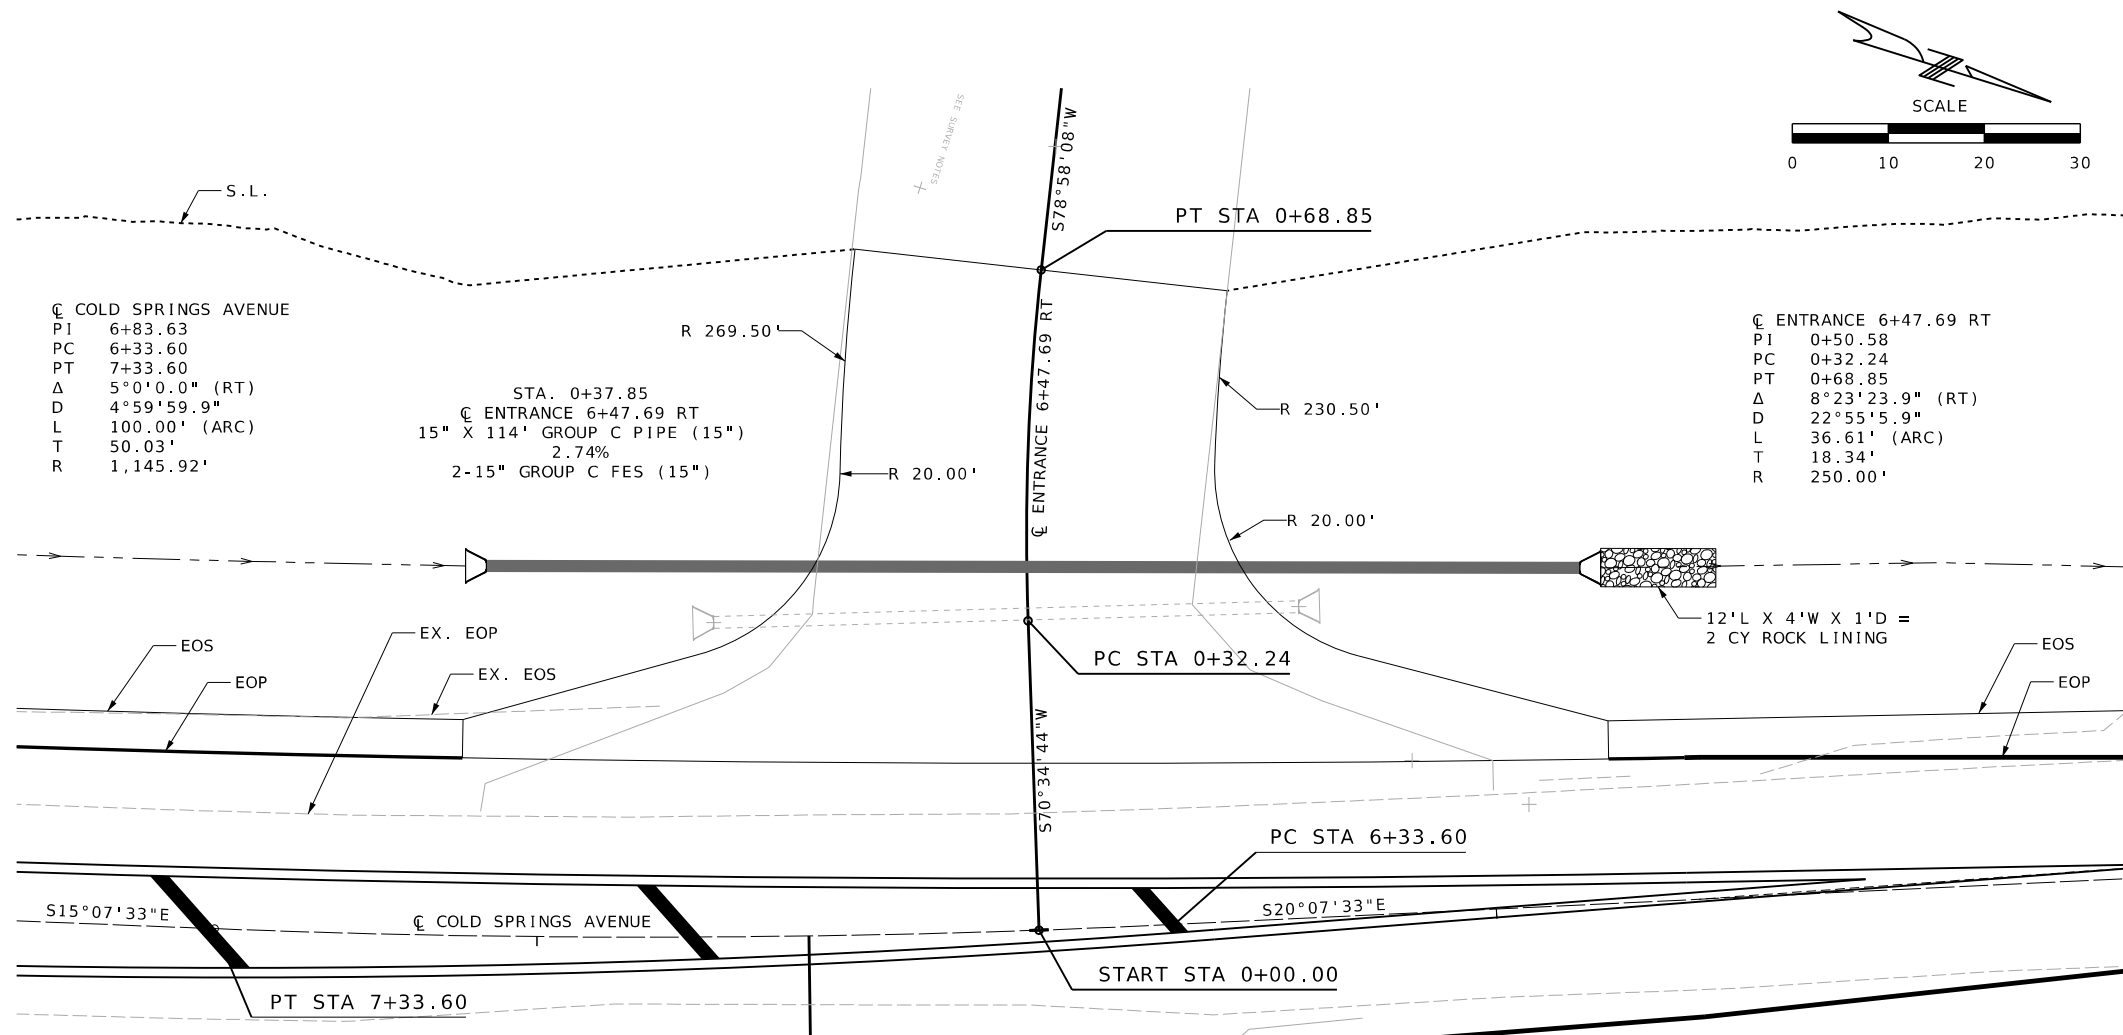 SCALE
0 10 20 30
SEE SURVEY NOTES
S78°58'08"W
S.L.
PT STA 0+68.85
℄ COLD SPRINGS AVENUE
PI 6+83.63
PC 6+33.60
PT 7+33.60
Δ 5°0'0.0" (RT)
D 4°59'59.9"
L 100.00' (ARC)
T 50.03'
R 1,145.92'
R 269.50'
STA. 0+37.85
℄ ENTRANCE 6+47.69 RT
15" X 114' GROUP C PIPE (15")
2.74%
2-15" GROUP C FES (15")
R 20.00'
℄ ENTRANCE 6+47.69 RT
R 230.50'
R 20.00'
℄ ENTRANCE 6+47.69 RT
PI 0+50.58
PC 0+32.24
PT 0+68.85
Δ 8°23'23.9" (RT)
D 22°55'5.9"
L 36.61' (ARC)
T 18.34'
R 250.00'
12'L X 4'W X 1'D =
2 CY ROCK LINING
EOS
EOP
EX. EOP
EX. EOS
PC STA 0+32.24
EOS
EOP
S70°34'44"W
PC STA 6+33.60
S15°07'33"E
℄ COLD SPRINGS AVENUE
S20°07'33"E
START STA 0+00.00
PT STA 7+33.60